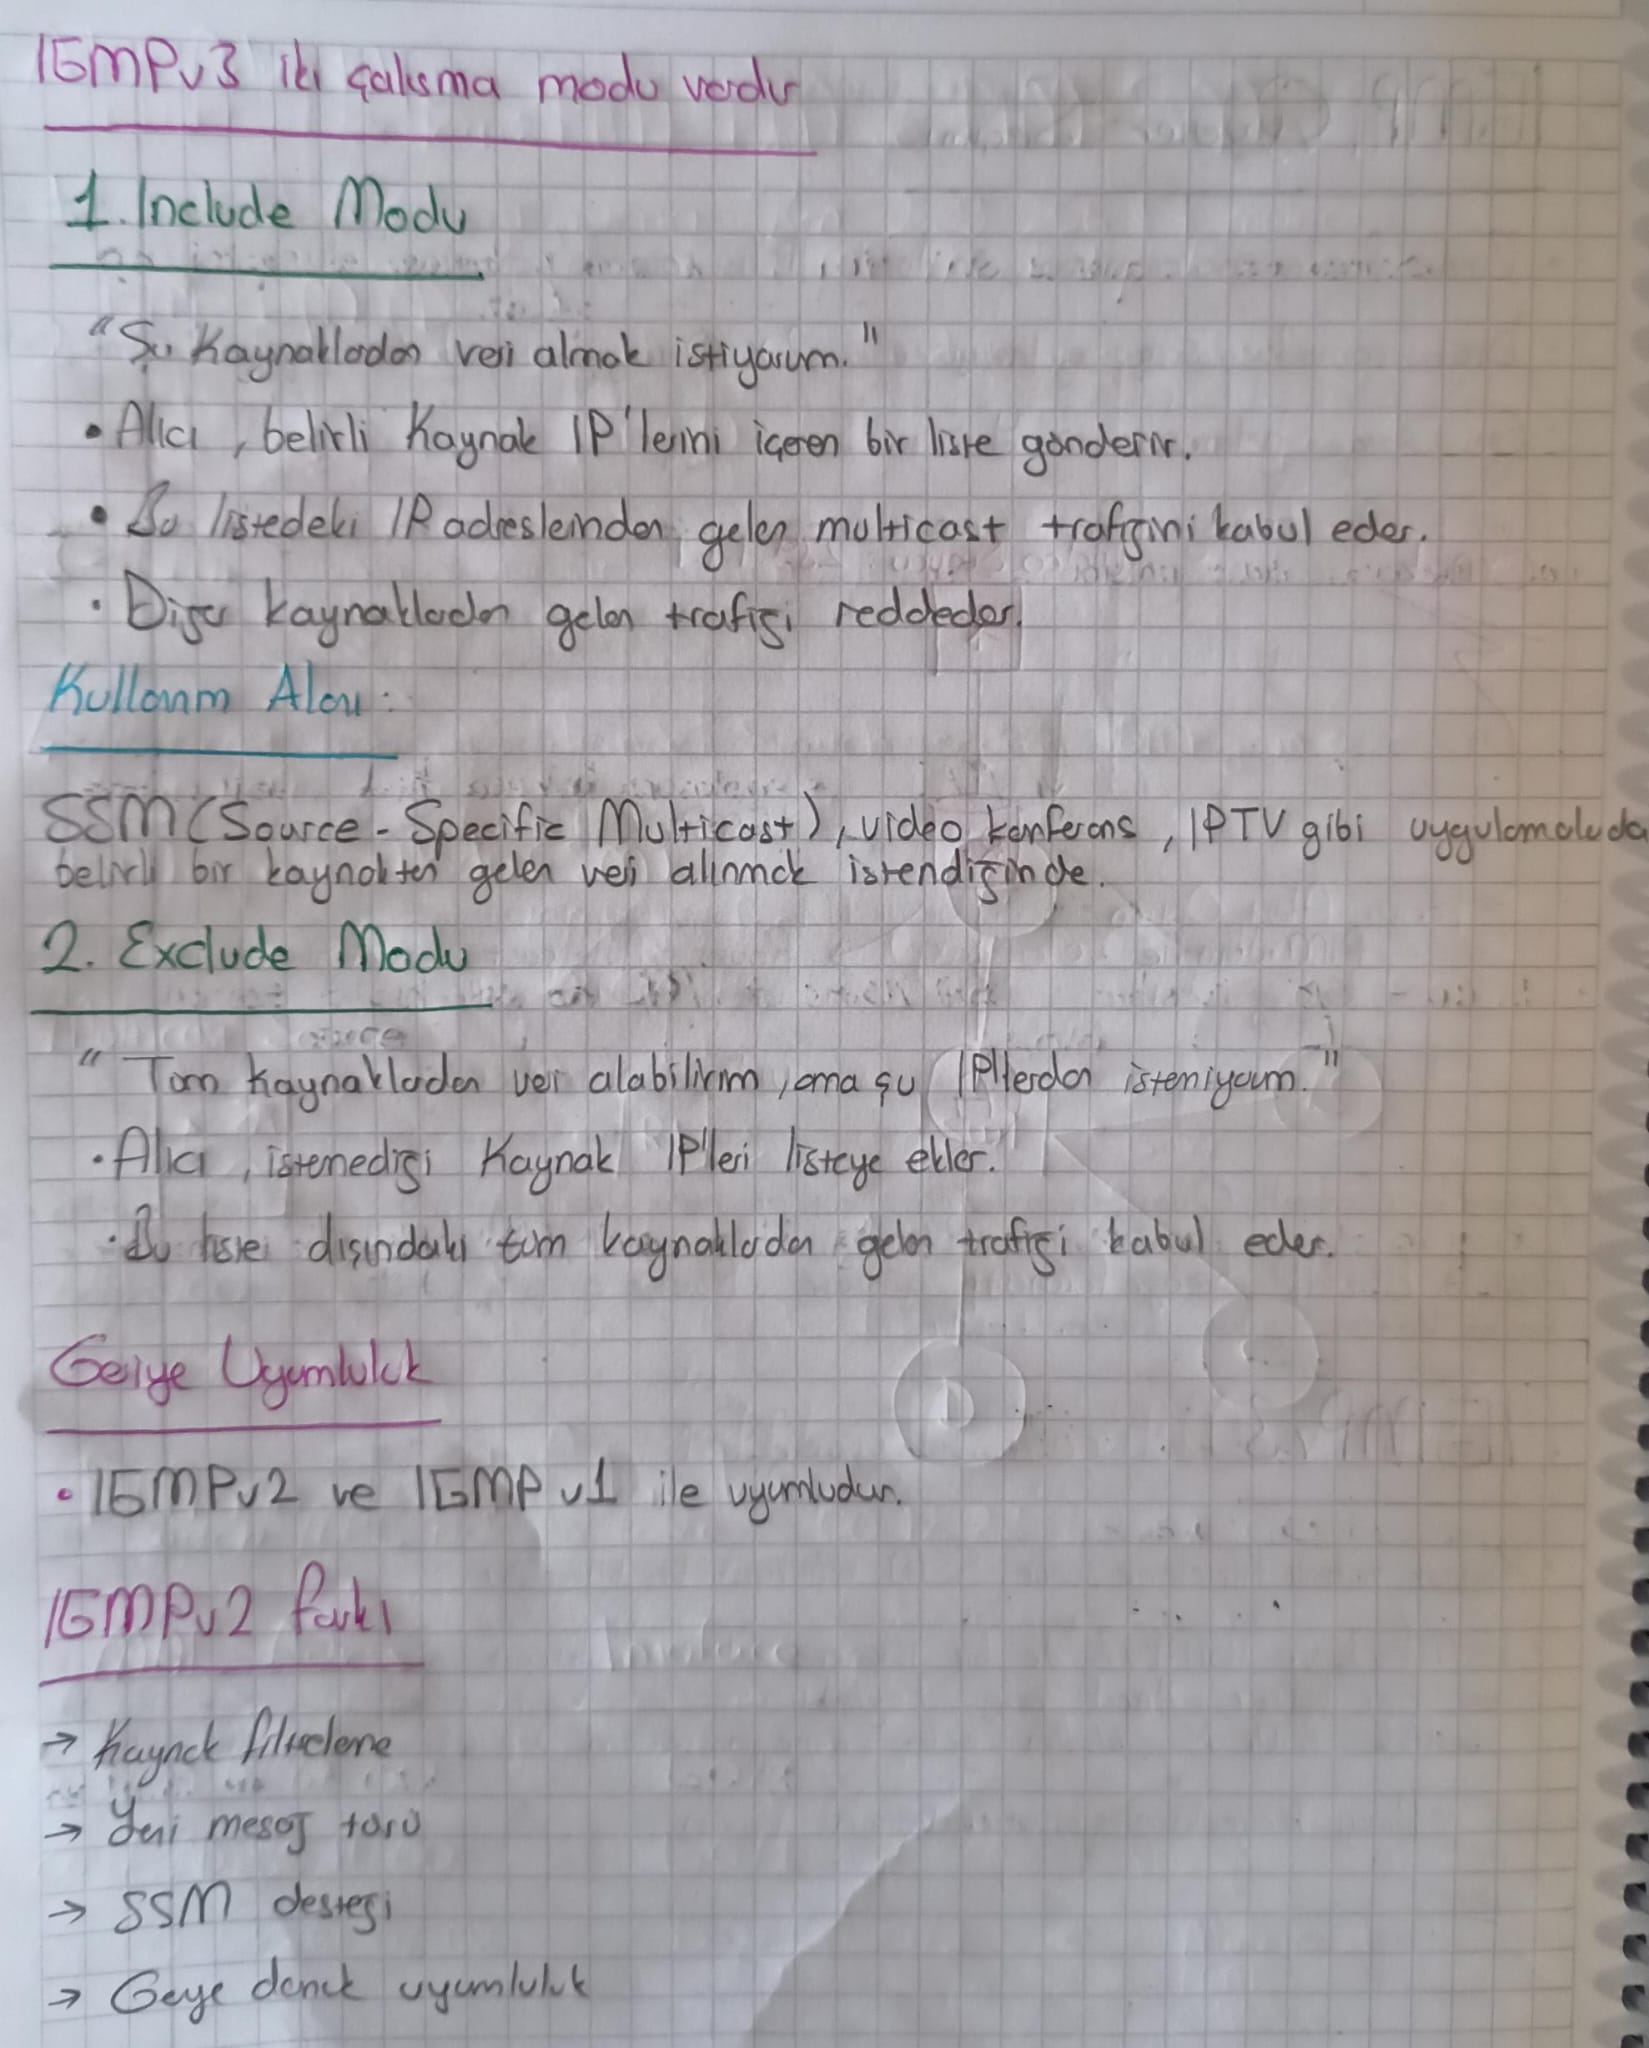 IGMPv3 iki çalışma modu vardır
1. Include Modu
"Şu Kaynaklardan veri almak istiyorum."
• Alıcı, belirli Kaynak IP'lerini içeren bir liste gönderir.
• Bu listedeki IP adreslerinden gelen multicast trafiğini kabul eder.
• Diğer kaynaklardan gelen trafiği reddeder.
Kullanım Alanı:
SSM (Source-Specific Multicast), video konferans, IPTV gibi uygulamalarda
belirli bir kaynaktan gelen veri alınmak istendiğinde.
2. Exclude Modu
"Tüm kaynaklardan veri alabilirim, ama şu IP'lerden istemiyorum."
• Alıcı, istemediği Kaynak IP'leri listeye ekler.
• Bu liste dışındaki tüm kaynaklardan gelen trafiği kabul eder.
Geriye Uyumluluk
• IGMPv2 ve IGMPv1 ile uyumludur.
IGMPv2 farkı
→ Kaynak filtreleme
→ Yeni mesaj türü
→ SSM desteği
→ Geriye dönük uyumluluk